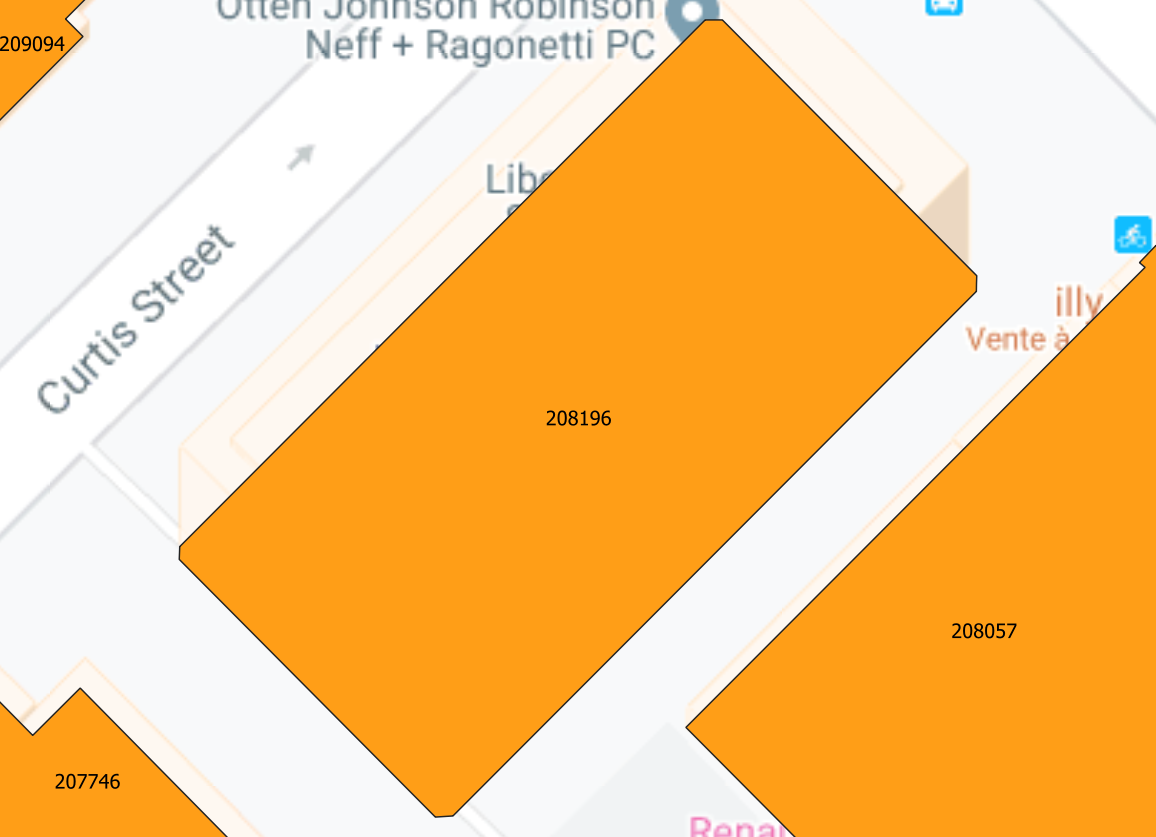 Otten Johnson Robinson
Neff + Ragonetti PC
209094
Curtis Street
illy
Vente à
208196
208057
207746